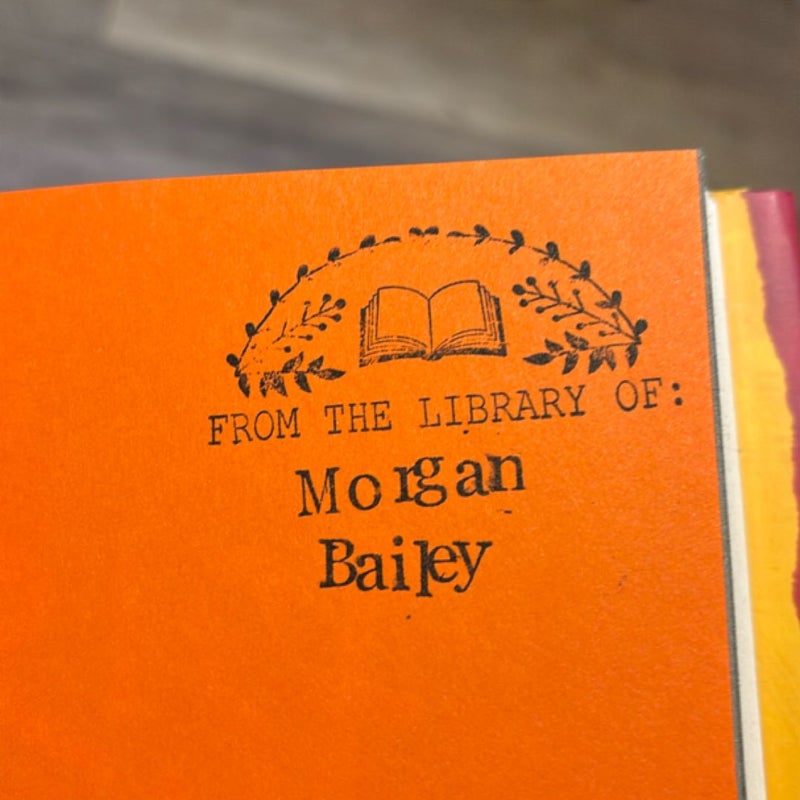 FROM THE LIBRARY OF:
Morgan
Bailey